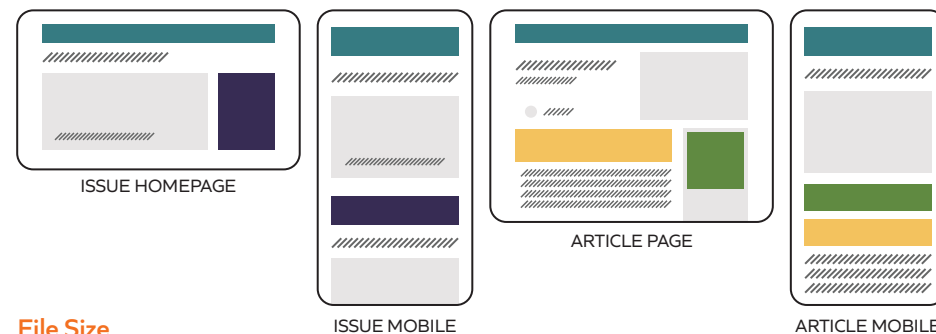 ISSUE HOMEPAGE
ARTICLE PAGE
File Size
ISSUE MOBILE
ARTICLE MOBILE